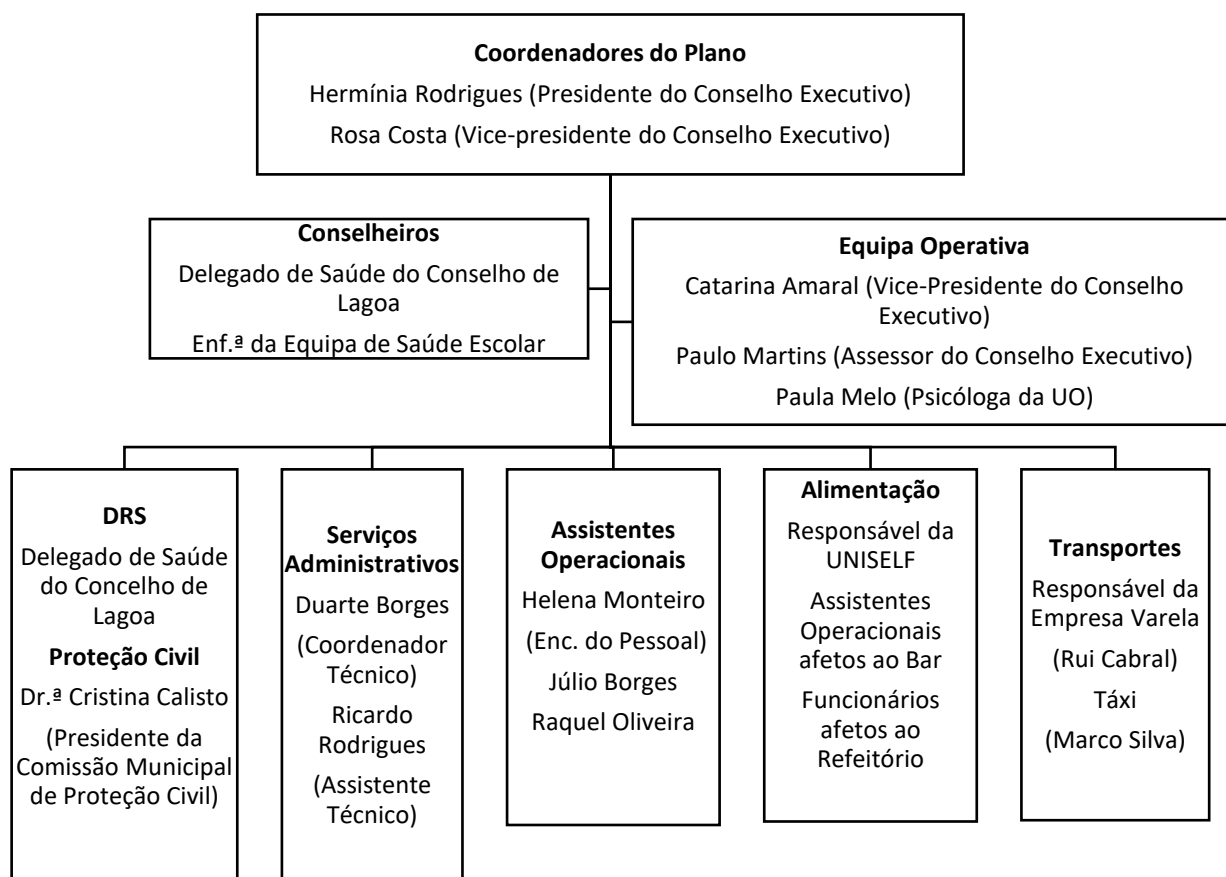 Coordenadores do Plano
Hermínia Rodrigues (Presidente do Conselho Executivo)
Rosa Costa (Vice-presidente do Conselho Executivo)
Conselheiros
Delegado de Saúde do Conselho de
Lagoa
Enf.ª da Equipa de Saúde Escolar
Equipa Operativa
Catarina Amaral (Vice-Presidente do Conselho
Executivo)
Paulo Martins (Assessor do Conselho Executivo)
Paula Melo (Psicóloga da UO)
DRS
Delegado de Saúde
do Concelho de
Lagoa
Proteção Civil
Dr.ª Cristina Calisto
(Presidente da
Comissão Municipal
de Proteção Civil)
Serviços
Administrativos
Duarte Borges
(Coordenador
Técnico)
Ricardo
Rodrigues
(Assistente
Técnico)
Assistentes
Operacionais
Helena Monteiro
(Enc. do Pessoal)
Júlio Borges
Raquel Oliveira
Alimentação
Responsável da
UNISELF
Assistentes
Operacionais
afetos ao Bar
Funcionários
afetos ao
Refeitório
Transportes
Responsável da
Empresa Varela
(Rui Cabral)
Táxi
(Marco Silva)